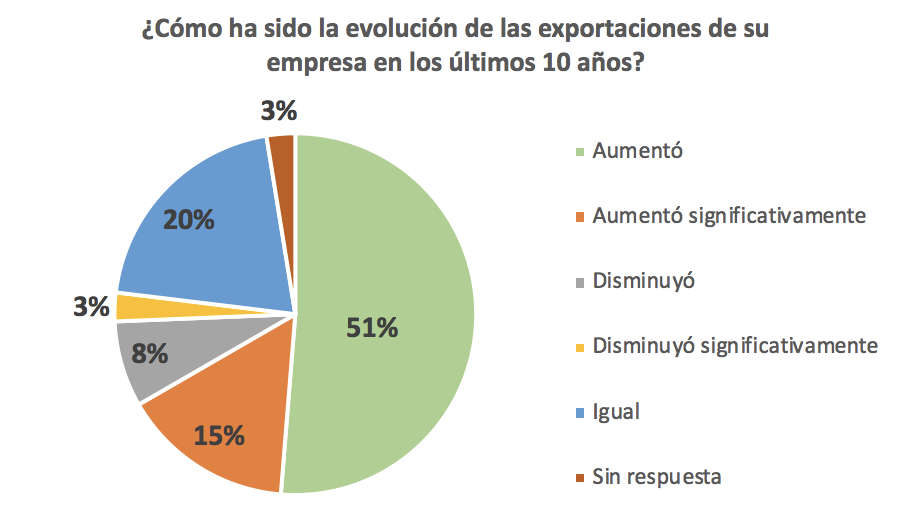 ¿Cómo ha sido la evolución de las exportaciones de su
empresa en los últimos 10 años?
3%
20%
3%
8%
15%
51%
Aumentó
Aumentó significativamente
Disminuyó
Disminuyó significativamente
Igual
Sin respuesta